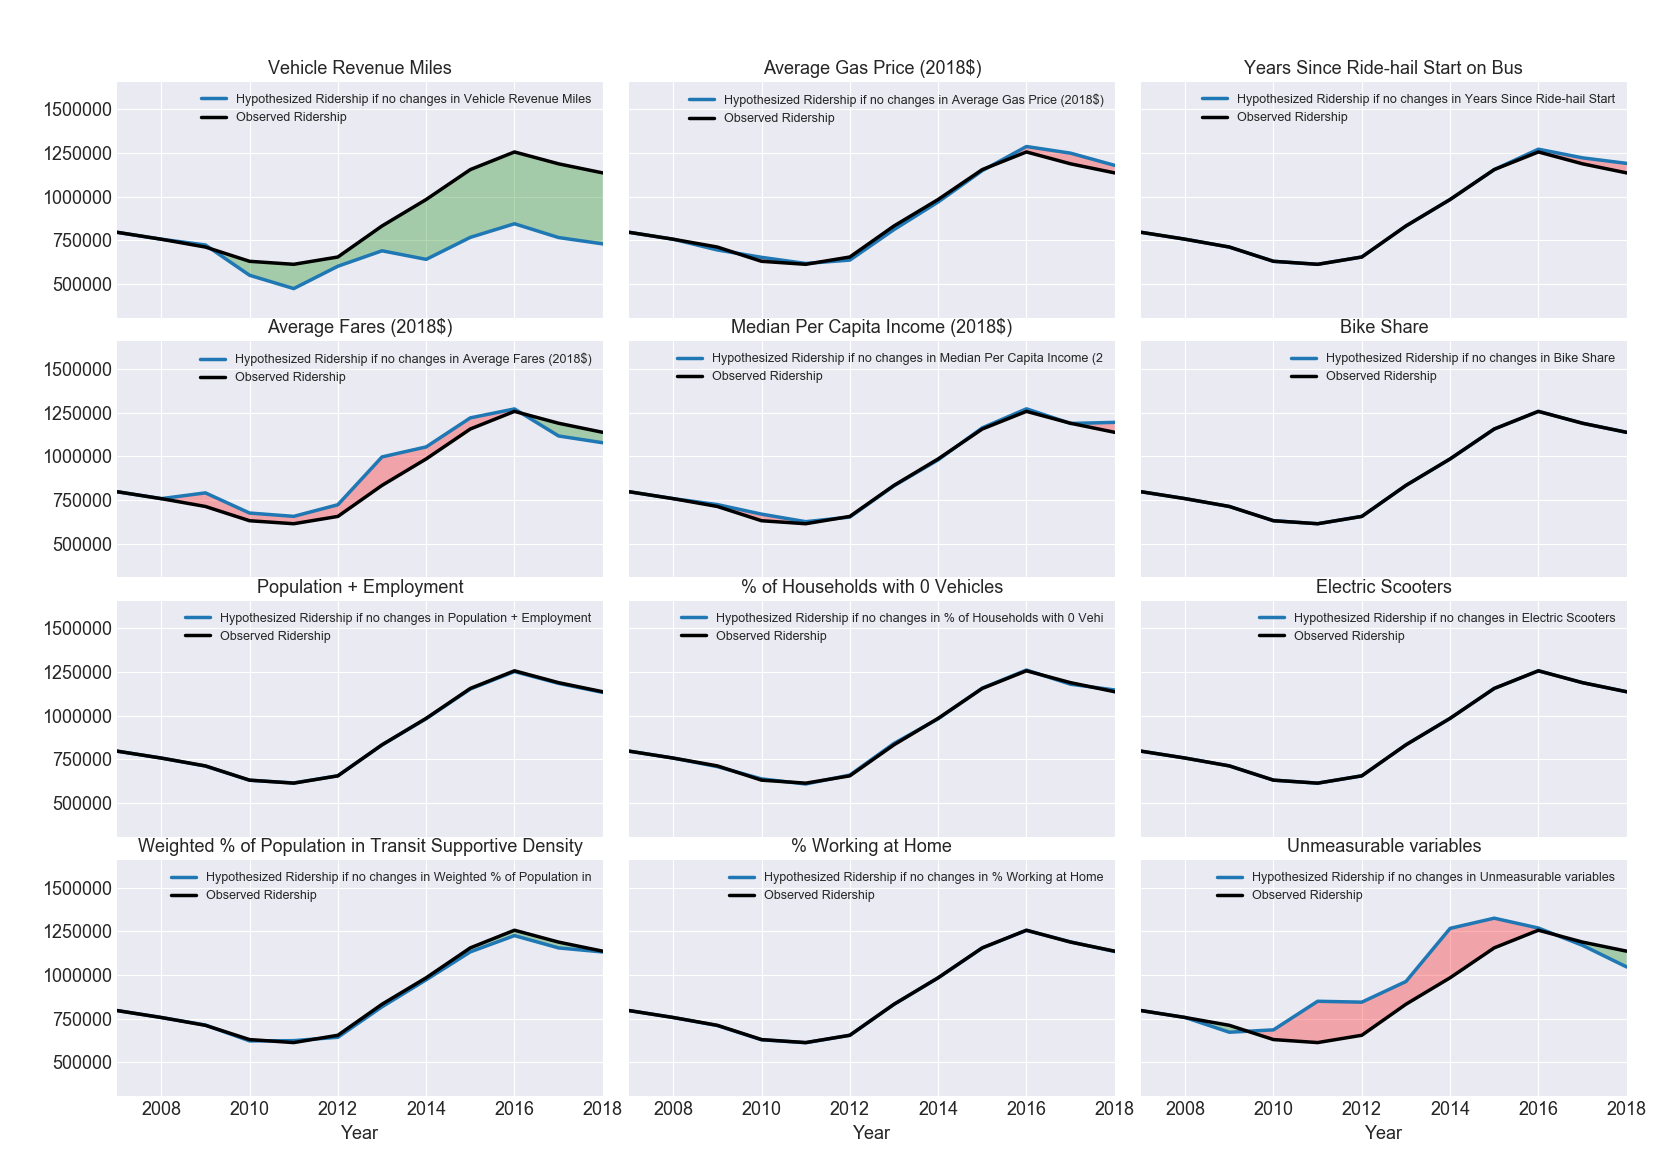 Vehicle Revenue Miles
Hypothesized Ridership if no changes in Vehicle Revenue Miles
Observed Ridership
1500000
1250000
1000000
750000
500000
Average Gas Price (2018$)
Hypothesized Ridership if no changes in Average Gas Price (2018$)
Observed Ridership
Years Since Ride-hail Start on Bus
Hypothesized Ridership if no changes in Years Since Ride-hail Start
Observed Ridership
Average Fares (2018$)
Hypothesized Ridership if no changes in Average Fares (2018$)
Observed Ridership
1500000
1250000
1000000
750000
500000
Median Per Capita Income (2018$)
Hypothesized Ridership if no changes in Median Per Capita Income (2
Observed Ridership
Bike Share
Hypothesized Ridership if no changes in Bike Share
Observed Ridership
Population + Employment
Hypothesized Ridership if no changes in Population + Employment
Observed Ridership
1500000
1250000
1000000
750000
500000
% of Households with 0 Vehicles
Hypothesized Ridership if no changes in % of Households with 0 Vehi
Observed Ridership
Electric Scooters
Hypothesized Ridership if no changes in Electric Scooters
Observed Ridership
Weighted % of Population in Transit Supportive Density
Hypothesized Ridership if no changes in Weighted % of Population in
Observed Ridership
1500000
1250000
1000000
750000
500000
2008 2010 2012 2014 2016 2018
Year
% Working at Home
Hypothesized Ridership if no changes in % Working at Home
Observed Ridership
2008 2010 2012 2014 2016 2018
Year
Unmeasurable variables
Hypothesized Ridership if no changes in Unmeasurable variables
Observed Ridership
2008 2010 2012 2014 2016 2018
Year